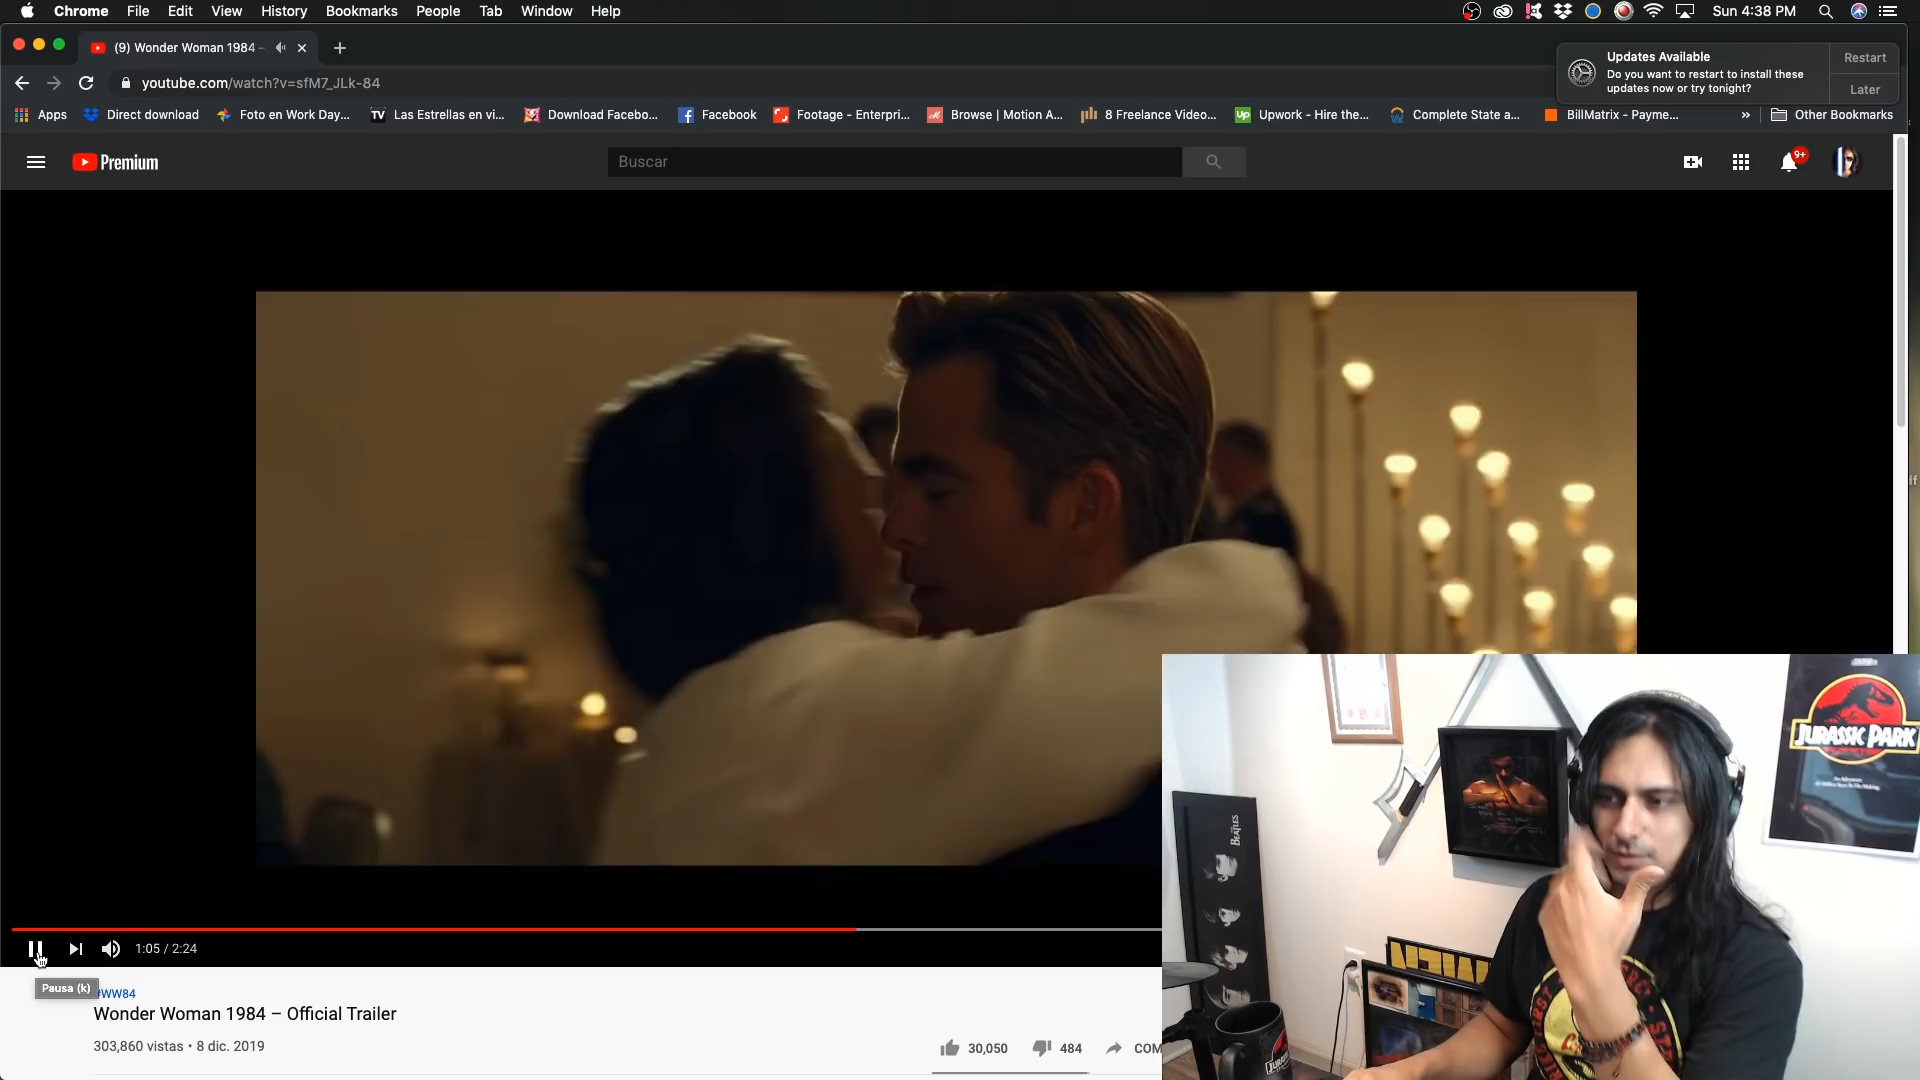 Chrome File Edit View History Bookmarks People Tab Window Help
Sun 4:38 PM
(9) Wonder Woman 1984 -
youtube.com/watch?v=sfM7_JLk-84
Updates Available
Do you want to restart to install these
updates now or try tonight?
Restart
Later
Apps Direct download Foto en Work Day... TV Las Estrellas en vi... Download Facebo... Facebook Footage - Enterpri... Browse | Motion A... 8 Freelance Video... Up Upwork - Hire the... Complete State a... BillMatrix - Payme... » Other Bookmarks
Premium
Buscar
9+
1:05 / 2:24
Pausa (k)
#WW84
Wonder Woman 1984 – Official Trailer
303,860 vistas • 8 dic. 2019
30,050 484 COM
JURASSIC PARK
BEATLES